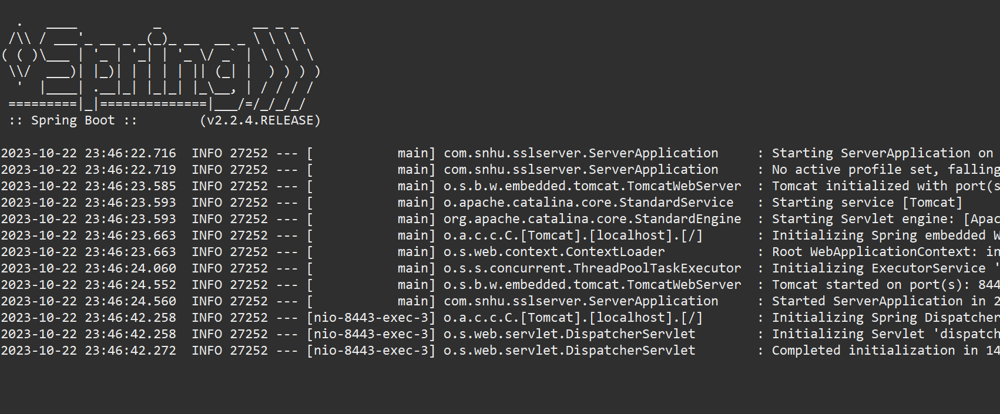 .   ____          _            __ _ _
 /\\ / ___'_ __ _ _(_)_ __  __ _ \ \ \ \
( ( )\___ | '_ | '_| | '_ \/ _` | \ \ \ \
 \\/  ___)| |_)| | | | | || (_| |  ) ) ) )
  '  |____| .__|_| |_|_| |_\__, | / / / /
 =========|_|==============|___/=/_/_/_/
 :: Spring Boot ::        (v2.2.4.RELEASE)
2023-10-22 23:46:22.716  INFO 27252 --- [           main] com.snhu.sslserver.ServerApplication     : Starting ServerApplication on
2023-10-22 23:46:22.719  INFO 27252 --- [           main] com.snhu.sslserver.ServerApplication     : No active profile set, falling
2023-10-22 23:46:23.585  INFO 27252 --- [           main] o.s.b.w.embedded.tomcat.TomcatWebServer  : Tomcat initialized with port(s
2023-10-22 23:46:23.593  INFO 27252 --- [           main] o.apache.catalina.core.StandardService   : Starting service [Tomcat]
2023-10-22 23:46:23.593  INFO 27252 --- [           main] org.apache.catalina.core.StandardEngine  : Starting Servlet engine: [Apac
2023-10-22 23:46:23.663  INFO 27252 --- [           main] o.a.c.c.C.[Tomcat].[localhost].[/]       : Initializing Spring embedded W
2023-10-22 23:46:23.663  INFO 27252 --- [           main] o.s.web.context.ContextLoader            : Root WebApplicationContext: in
2023-10-22 23:46:24.060  INFO 27252 --- [           main] o.s.s.concurrent.ThreadPoolTaskExecutor  : Initializing ExecutorService '
2023-10-22 23:46:24.552  INFO 27252 --- [           main] o.s.b.w.embedded.tomcat.TomcatWebServer  : Tomcat started on port(s): 844
2023-10-22 23:46:24.560  INFO 27252 --- [           main] com.snhu.sslserver.ServerApplication     : Started ServerApplication in 2
2023-10-22 23:46:42.258  INFO 27252 --- [nio-8443-exec-3] o.a.c.c.C.[Tomcat].[localhost].[/]       : Initializing Spring Dispatcher
2023-10-22 23:46:42.258  INFO 27252 --- [nio-8443-exec-3] o.s.web.servlet.DispatcherServlet        : Initializing Servlet 'dispatch
2023-10-22 23:46:42.272  INFO 27252 --- [nio-8443-exec-3] o.s.web.servlet.DispatcherServlet        : Completed initialization in 14